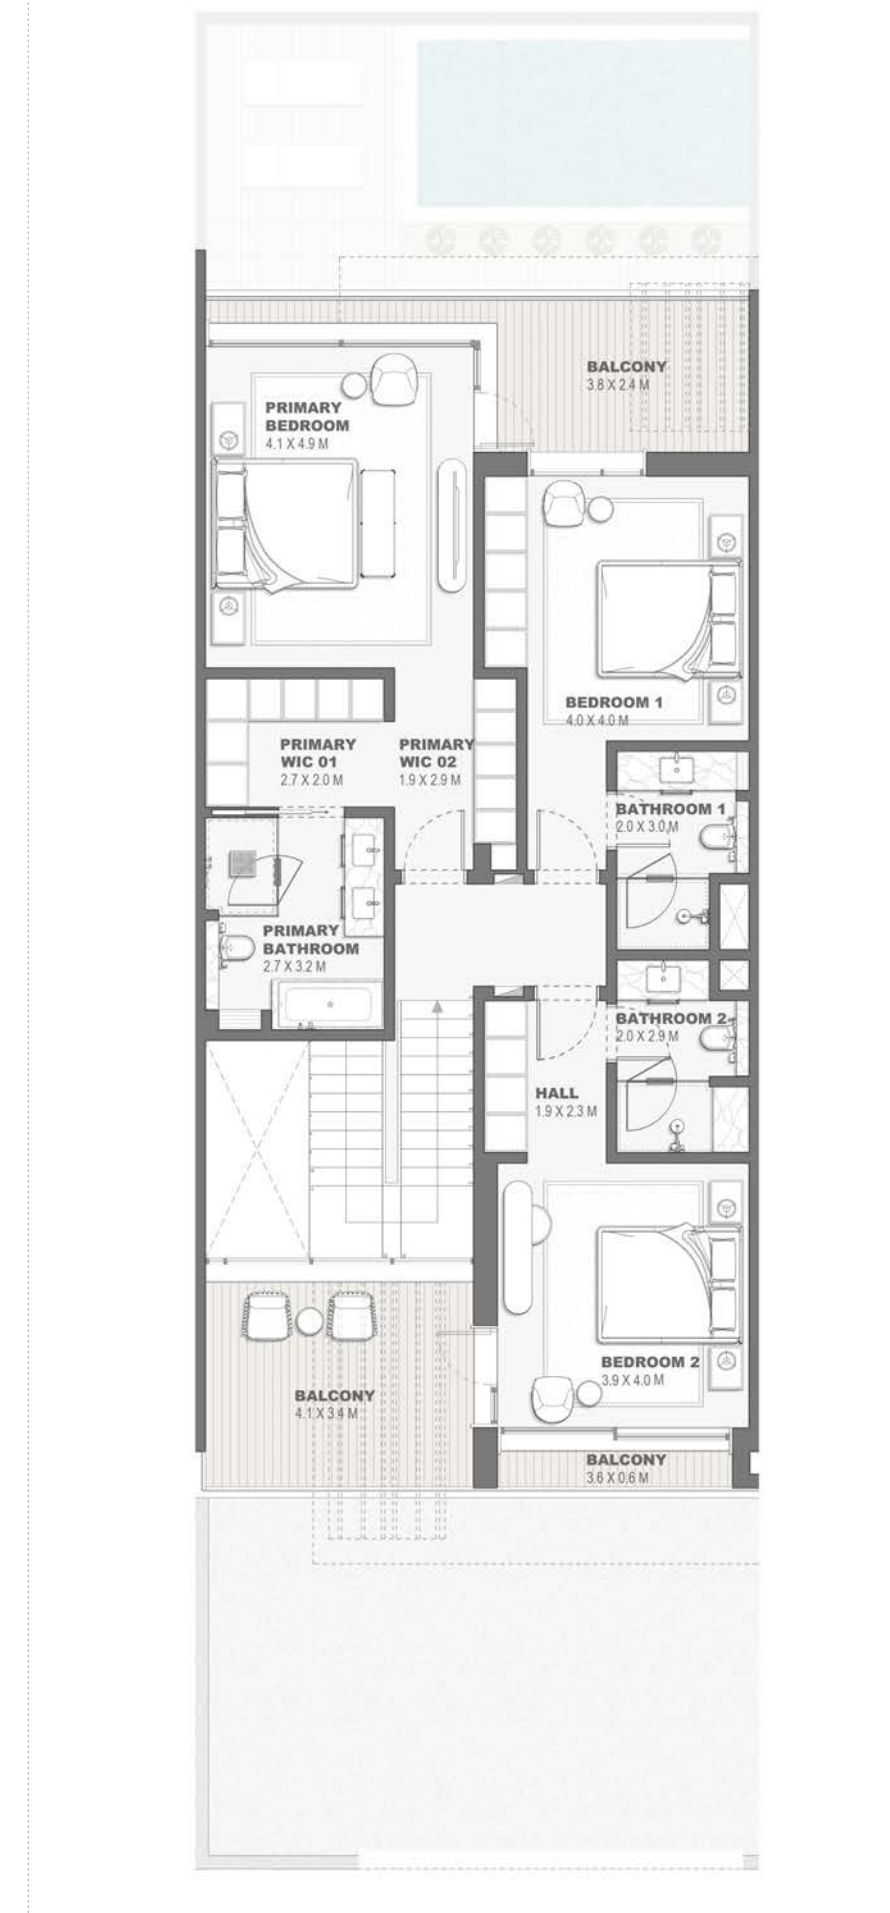 BALCONY
3.8 X 2.4 M
PRIMARY
BEDROOM
4.1 X 4.9 M
BEDROOM 1
4.0 X 4.0 M
PRIMARY
WIC 01
2.7 X 2.0 M
PRIMARY
WIC 02
1.9 X 2.9 M
BATHROOM 1
2.0 X 3.0 M
PRIMARY
BATHROOM
2.7 X 3.2 M
BATHROOM 2
2.0 X 2.9 M
HALL
1.9 X 2.3 M
BEDROOM 2
3.9 X 4.0 M
BALCONY
4.1 X 3.4 M
BALCONY
3.6 X 0.6 M